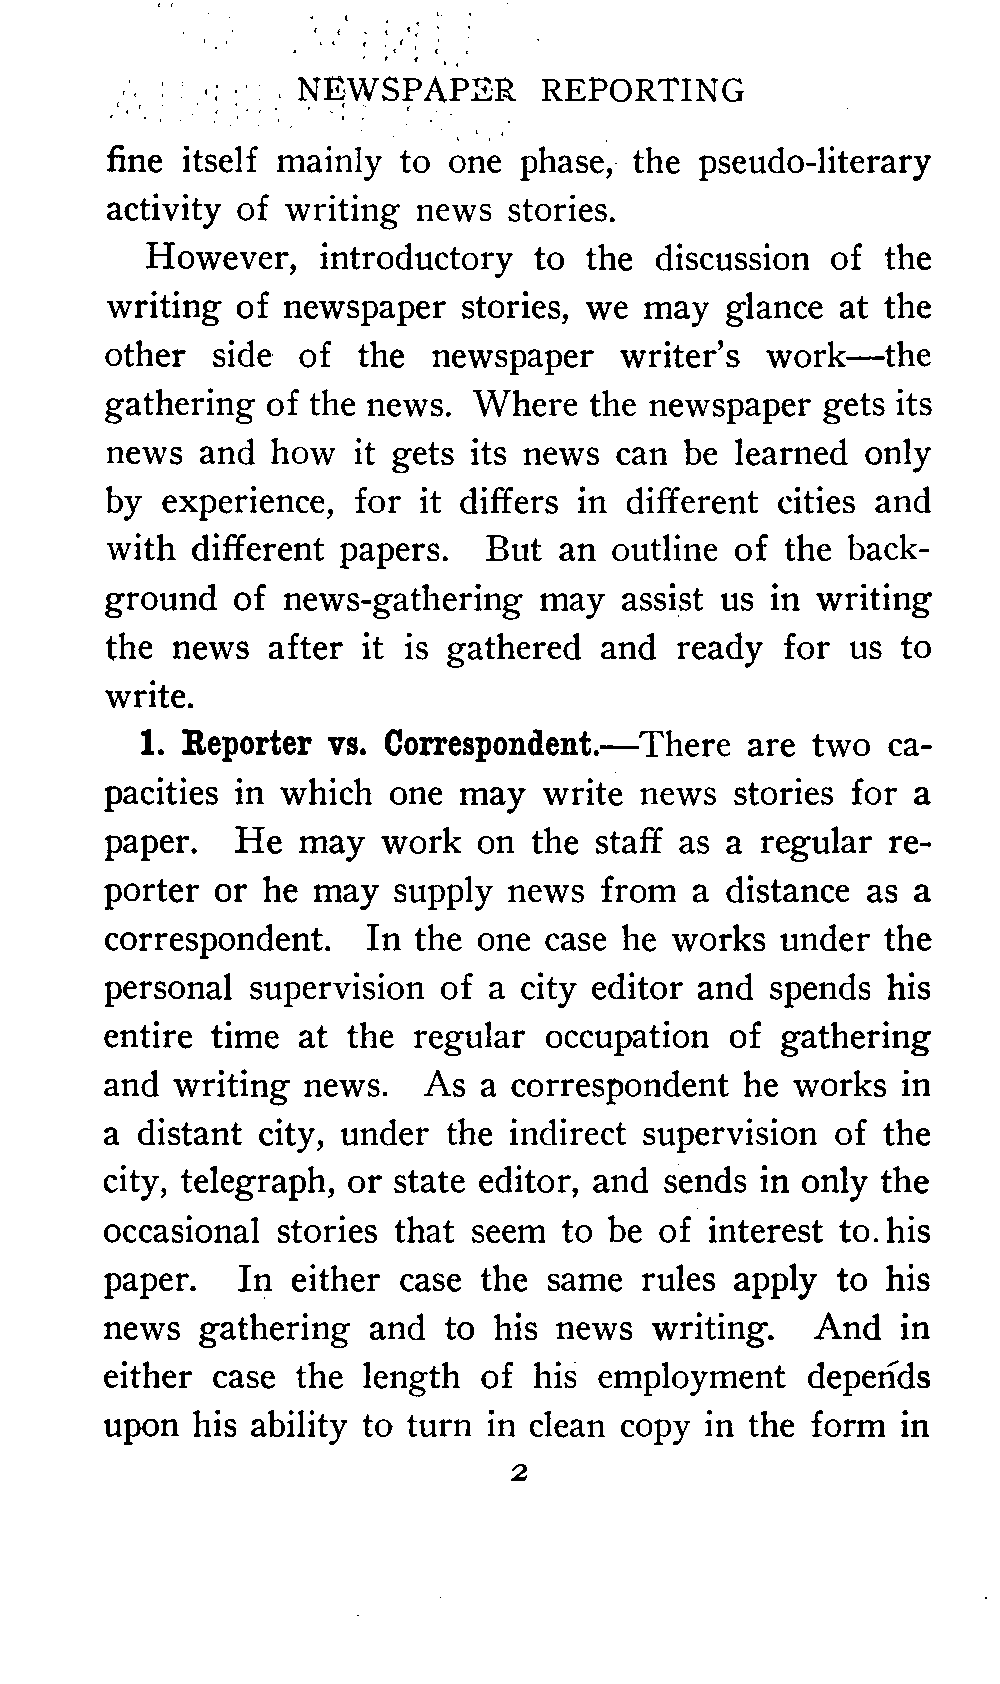 NEWSPAPER REPORTING
fine itself mainly to one phase, the pseudo-literary
activity of writing news stories.
However, introductory to the discussion of the
writing of newspaper stories, we may glance at the
other side of the newspaper writer's work—the
gathering of the news. Where the newspaper gets its
news and how it gets its news can be learned only
by experience, for it differs in different cities and
with different papers. But an outline of the back-
ground of news-gathering may assist us in writing
the news after it is gathered and ready for us to
write.
1. Reporter vs. Correspondent.—There are two ca-
pacities in which one may write news stories for a
paper. He may work on the staff as a regular re-
porter or he may supply news from a distance as a
correspondent. In the one case he works under the
personal supervision of a city editor and spends his
entire time at the regular occupation of gathering
and writing news. As a correspondent he works in
a distant city, under the indirect supervision of the
city, telegraph, or state editor, and sends in only the
occasional stories that seem to be of interest to his
paper. In either case the same rules apply to his
news gathering and to his news writing. And in
either case the length of his employment depends
upon his ability to turn in clean copy in the form in
2